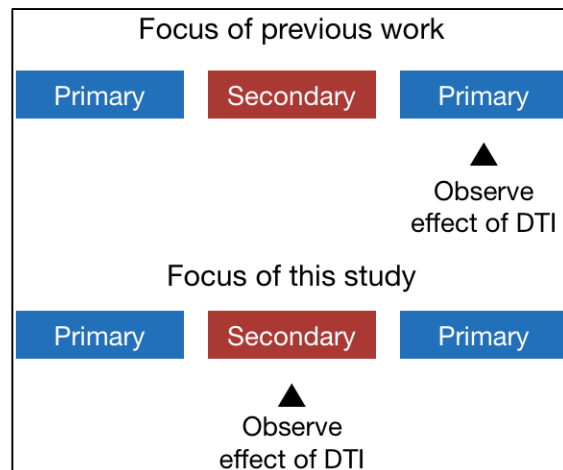 Focus of previous work
Primary Secondary Primary
Observe
effect of DTI
Focus of this study
Primary Secondary Primary
Observe
effect of DTI